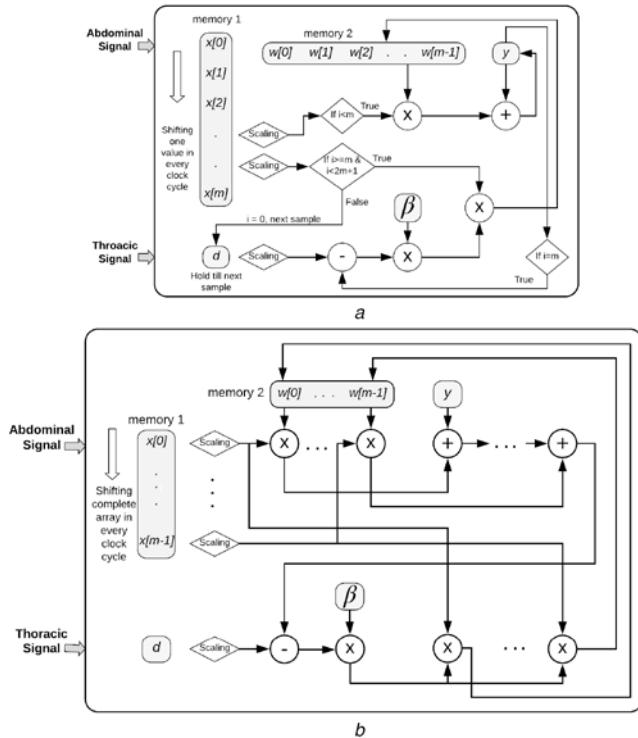 memory 1
Abdominal
Signal
x[0]
x[1]
x[2]
.
.
x[m]
Shifting
one
value in
every
clock
cycle
memory 2
w[0] w[1] w[2] . . w[m-1]
y
Scaling
If i<m
True
X
+
Scaling
If i>=m &
i<2m+1
True
False
X
i = 0, next sample
β
Throacic
Signal
d
Hold till next
sample
Scaling
-
X
If i=m
True
a
memory 2
w[0] . . . w[m-1]
y
memory 1
Abdominal
Signal
x[0]
.
.
.
x[m-1]
Shifting
complete
array in
every
clock
cycle
Scaling
X ... X
+ ... +
.
.
.
Scaling
β
Thoracic
Signal
d
Scaling
-
X
X ... X
b